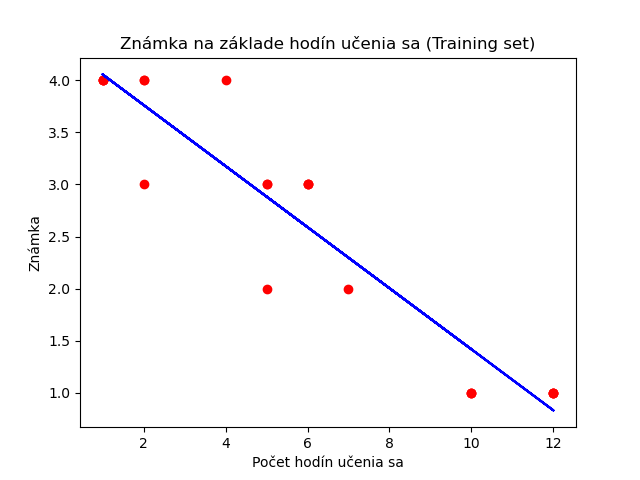 Známka na základe hodín učenia sa (Training set)
4.0
3.5
3.0
2.5
2.0
1.5
1.0
Známka
2 4 6 8 10 12
Počet hodín učenia sa